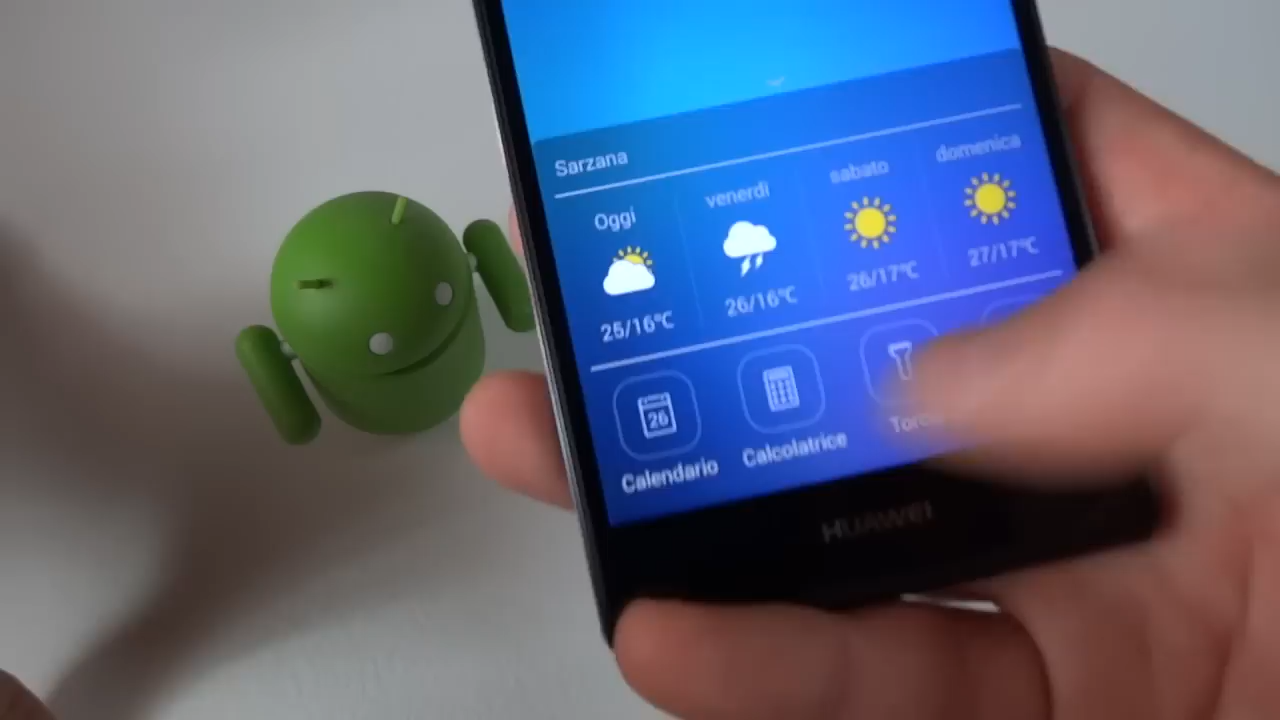 Sarzana
Oggi
venerdì
sabato
domenica
25/16°C
26/16°C
26/17°C
27/17°C
26
Calendario
Calcolatrice
HUAWEI